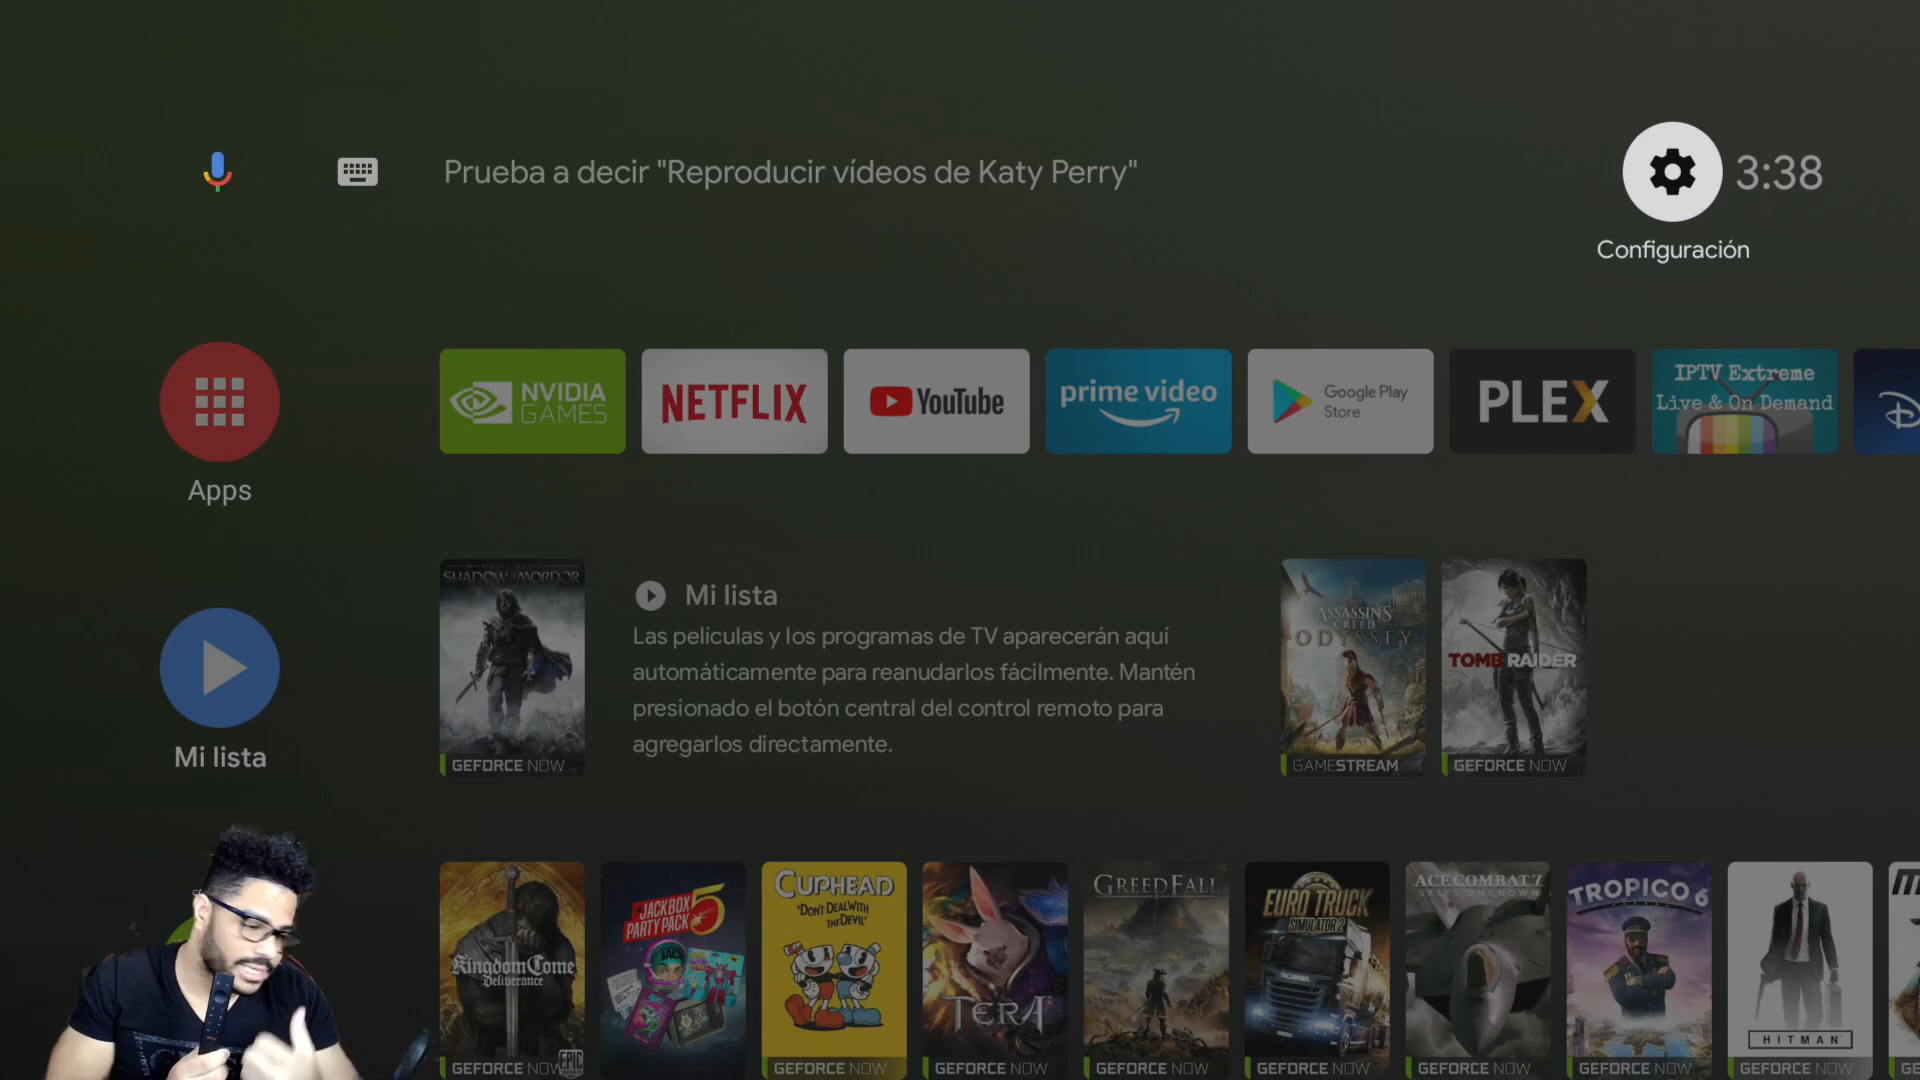 Prueba a decir "Reproducir vídeos de Katy Perry"
3:38
Configuración
Apps
NVIDIA
GAMES
NETFLIX
YouTube
prime video
Google Play
Store
PLEX
IPTV Extreme
Live & On Demand
Mi lista
SHADOW OF MORDOR
GEFORCE NOW
Mi lista
Las películas y los programas de TV aparecerán aquí
automáticamente para reanudarlos fácilmente. Mantén
presionado el botón central del control remoto para
agregarlos directamente.
ASSASSINS
CREED
ODYSSEY
GAMESTREAM
TOMB RAIDER
GEFORCE NOW
Kingdom Come
Deliverance
GEFORCE NOW
EPIC
JACKBOX
PARTY PACK 5
CUPHEAD
"DON'T DEAL WITH
THE DEVIL"
GEFORCE NOW
TERA
GEFORCE NOW
GREEDFALL
GEFORCE NOW
EURO TRUCK
SIMULATOR 2
SCANIA
GEFORCE NOW
ACE COMBAT 7
SKIES UNKNOWN
GEFORCE NOW
TROPICO 6
GEFORCE NOW
HITMAN
GEFORCE NOW